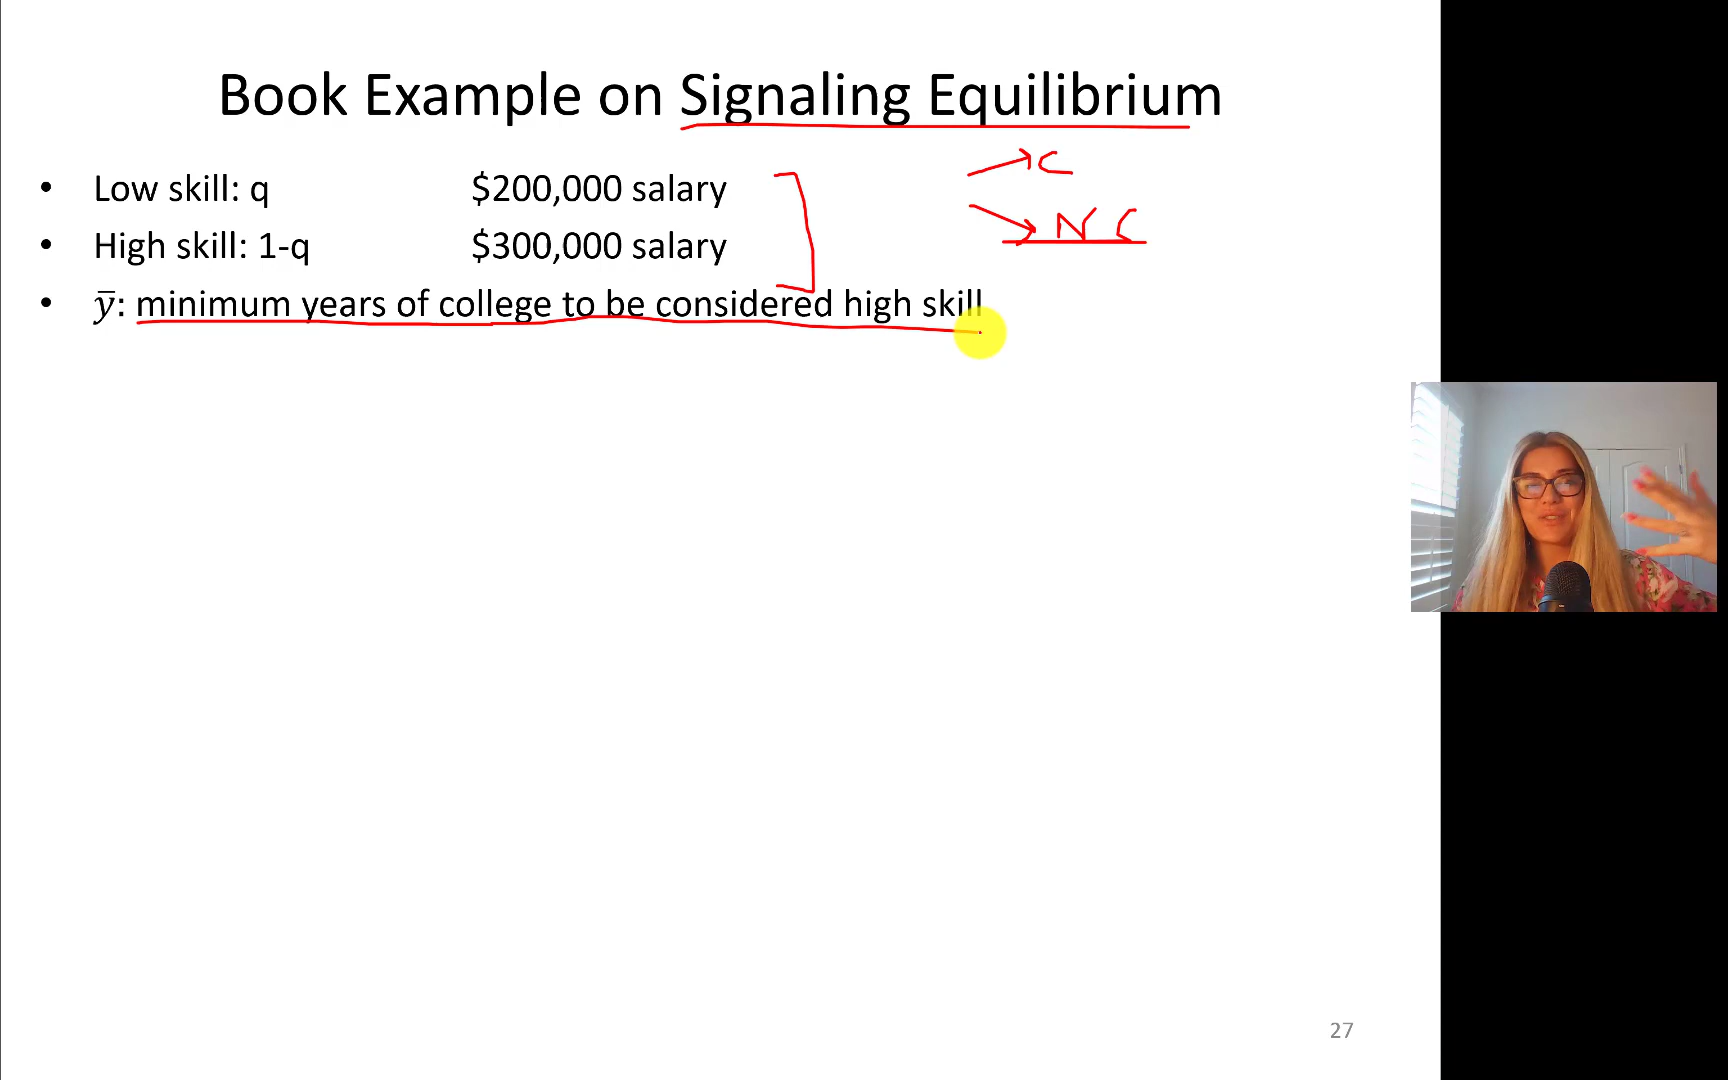 Book Example on Signaling Equilibrium
• Low skill: q $200,000 salary
• High skill: 1-q $300,000 salary
• y̅: minimum years of college to be considered high skill
C
NC
27